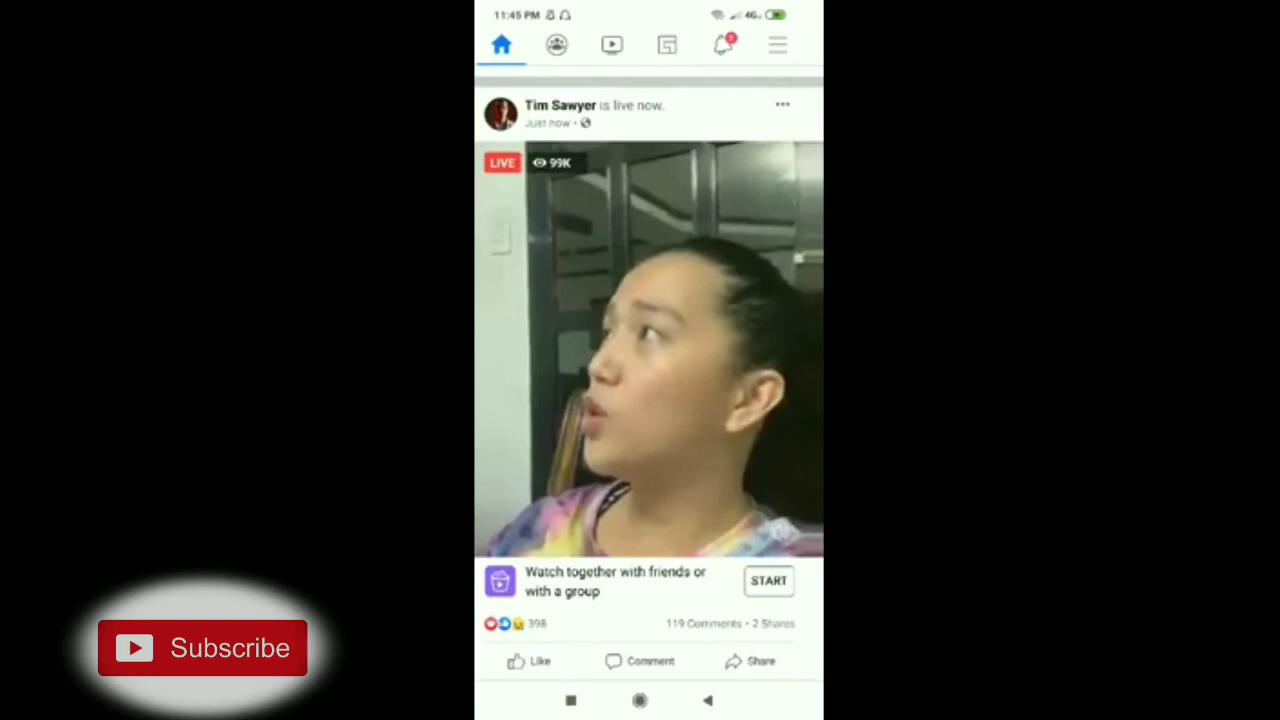 11:45 PM
4G
Tim Sawyer is live now.
Just now
LIVE 99K
Watch together with friends or
with a group
START
398
119 Comments • 2 Shares
Like Comment Share
Subscribe